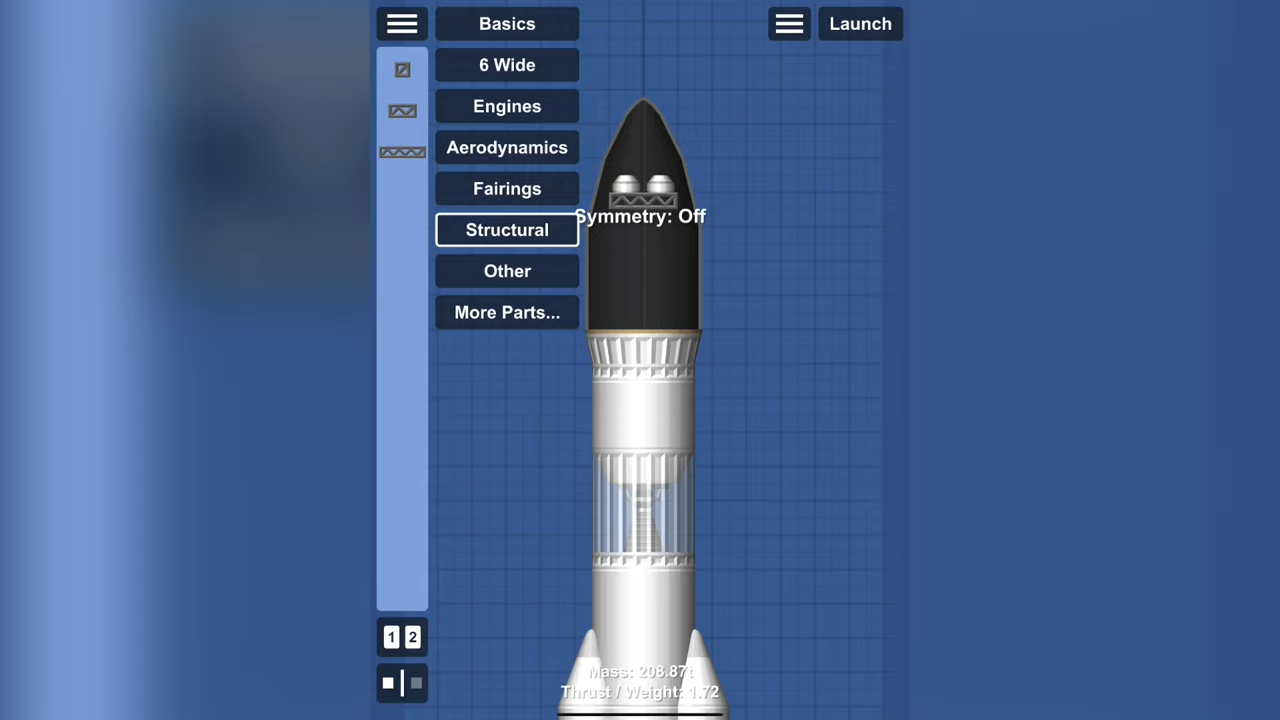 Basics
Launch
6 Wide
Engines
Aerodynamics
Fairings
Symmetry: Off
Structural
Other
More Parts...
1 2
Mass: 208.87t
Thrust / Weight: 1.72